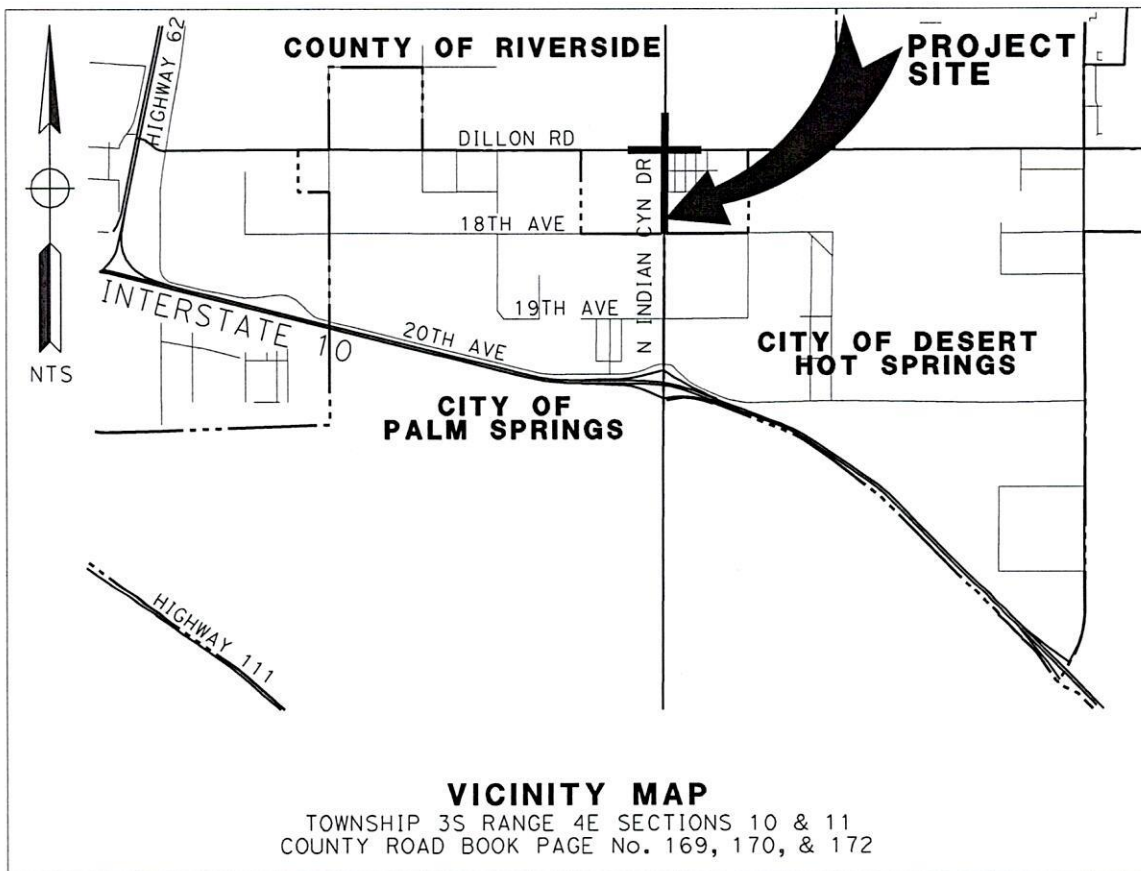 COUNTY OF RIVERSIDE
PROJECT
SITE
HIGHWAY 62
DILLON RD
N INDIAN CYN DR
18TH AVE
INTERSTATE 10
19TH AVE
20TH AVE
NTS
CITY OF DESERT
HOT SPRINGS
CITY OF
PALM SPRINGS
HIGHWAY 111
VICINITY MAP
TOWNSHIP 3S RANGE 4E SECTIONS 10 & 11
COUNTY ROAD BOOK PAGE No. 169, 170, & 172